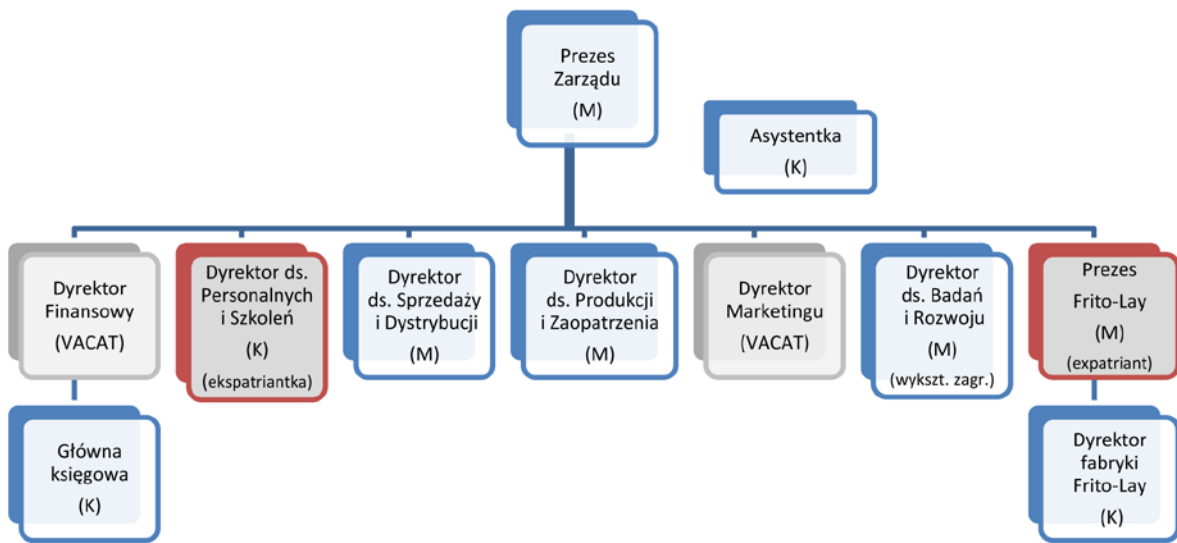 Prezes
Zarządu
(M)
Asystentka
(K)
Dyrektor
Finansowy
(VACAT)
Dyrektor ds.
Personalnych
i Szkoleń
(K)
(ekspatriantka)
Dyrektor
ds. Sprzedaży
i Dystrybucji
(M)
Dyrektor
ds. Produkcji
i Zaopatrzenia
(M)
Dyrektor
Marketingu
(VACAT)
Dyrektor
ds. Badań
i Rozwoju
(M)
(wykszt. zagr.)
Prezes
Frito-Lay
(M)
(expatriant)
Główna
księgowa
(K)
Dyrektor
fabryki
Frito-Lay
(K)